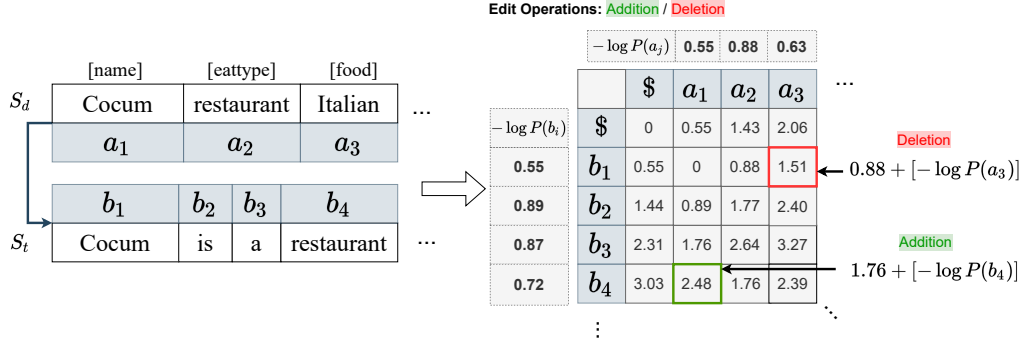 Edit Operations: Addition / Deletion
− log P(a_j) 0.55 0.88 0.63
[name] [eattype] [food]
S_d Cocum restaurant Italian ...
a_1 a_2 a_3
b_1 b_2 b_3 b_4
S_t Cocum is a restaurant ...
− log P(b_i)
0.55
0.89
0.87
0.72
$ a_1 a_2 a_3 ...
$ 0 0.55 1.43 2.06
b_1 0.55 0 0.88 1.51
b_2 1.44 0.89 1.77 2.40
b_3 2.31 1.76 2.64 3.27
b_4 3.03 2.48 1.76 2.39
⋮ ⋱
Deletion
0.88 + [− log P(a_3)]
Addition
1.76 + [− log P(b_4)]